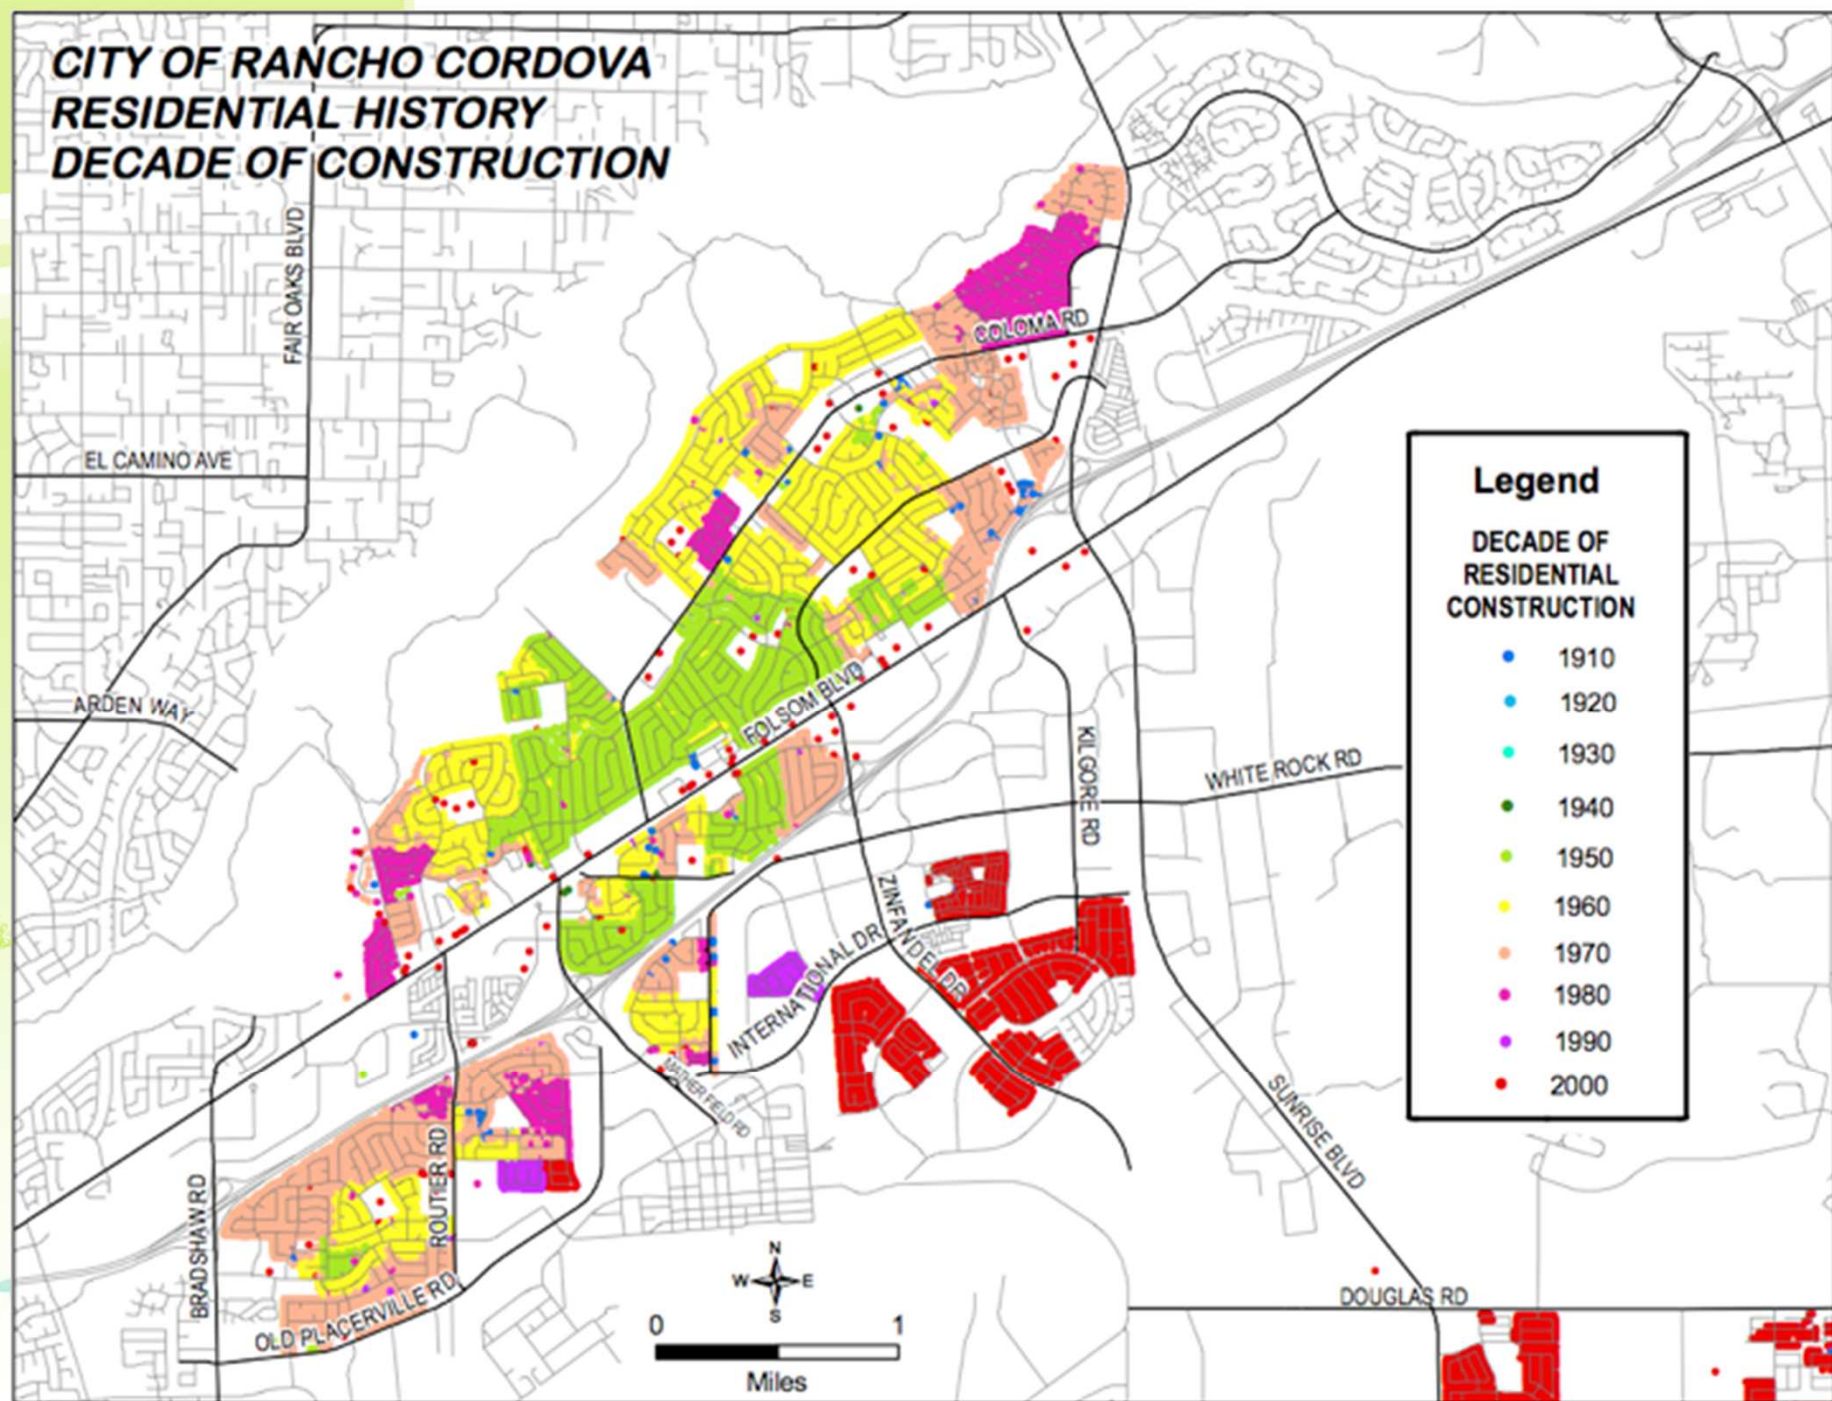 CITY OF RANCHO CORDOVA
RESIDENTIAL HISTORY
DECADE OF CONSTRUCTION
FAIR OAKS BLVD
COLOMA RD
EL CAMINO AVE
Legend
DECADE OF
RESIDENTIAL
CONSTRUCTION
1910
1920
1930
1940
1950
1960
1970
1980
1990
2000
ARDEN WAY
FOLSOM BLVD
KILGORE RD
WHITE ROCK RD
ZINFANDEL DR
INTERNATIONAL DR
MATHER FIELD RD
SUNRISE BLVD
ROUTIER RD
BRADSHAW RD
OLD PLACERVILLE RD
DOUGLAS RD
N
W E
S
0 1
Miles